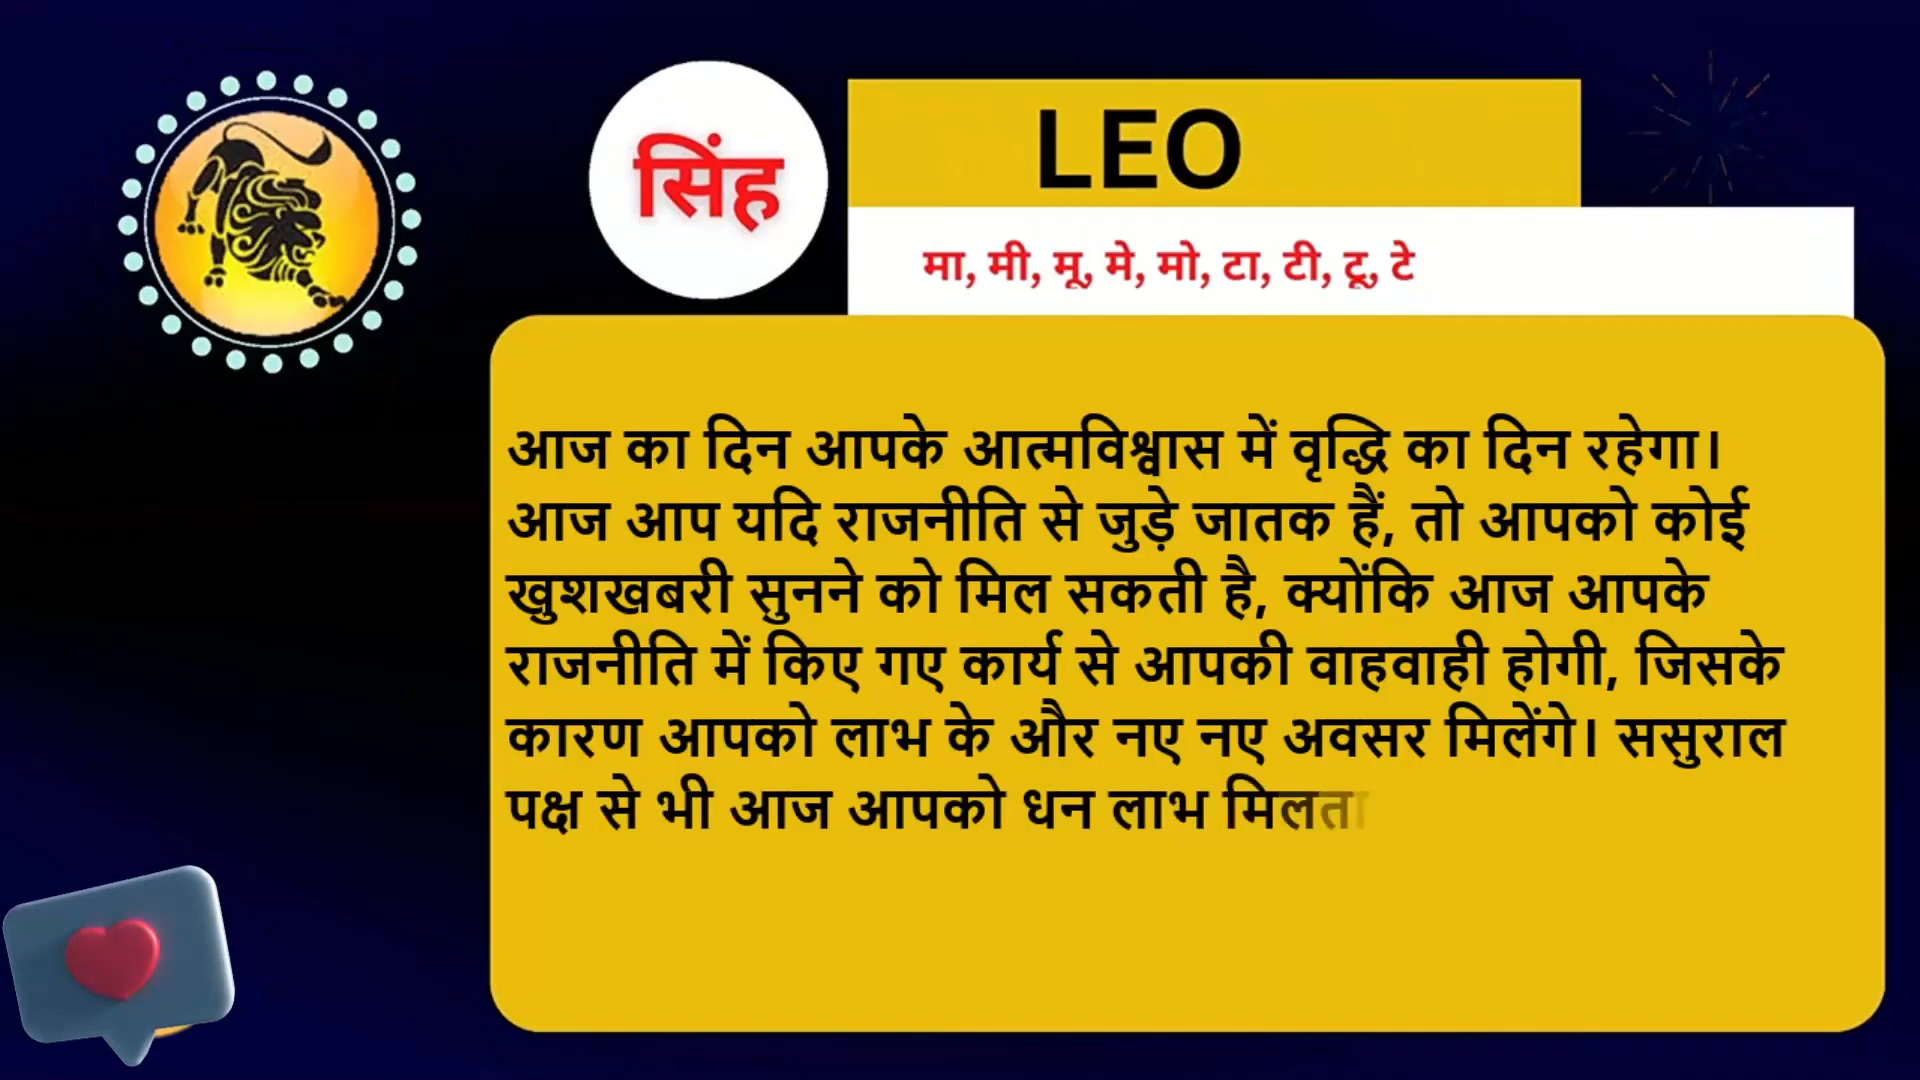 सिंह
LEO
मा, मी, मू, मे, मो, टा, टी, टू, टे
आज का दिन आपके आत्मविश्वास में वृद्धि का दिन रहेगा।
आज आप यदि राजनीति से जुड़े जातक हैं, तो आपको कोई
खुशखबरी सुनने को मिल सकती है, क्योंकि आज आपके
राजनीति में किए गए कार्य से आपकी वाहवाही होगी, जिसके
कारण आपको लाभ के और नए नए अवसर मिलेंगे। ससुराल
पक्ष से भी आज आपको धन लाभ मिलता